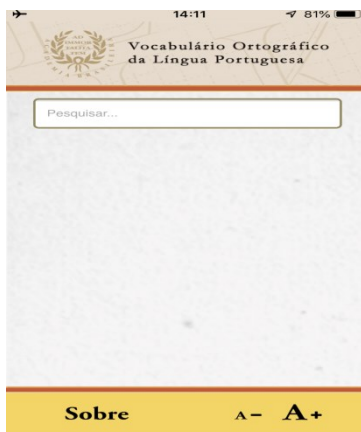 14:11
81%
Vocabulário Ortográfico
da Língua Portuguesa
Pesquisar...
Sobre
A– A+